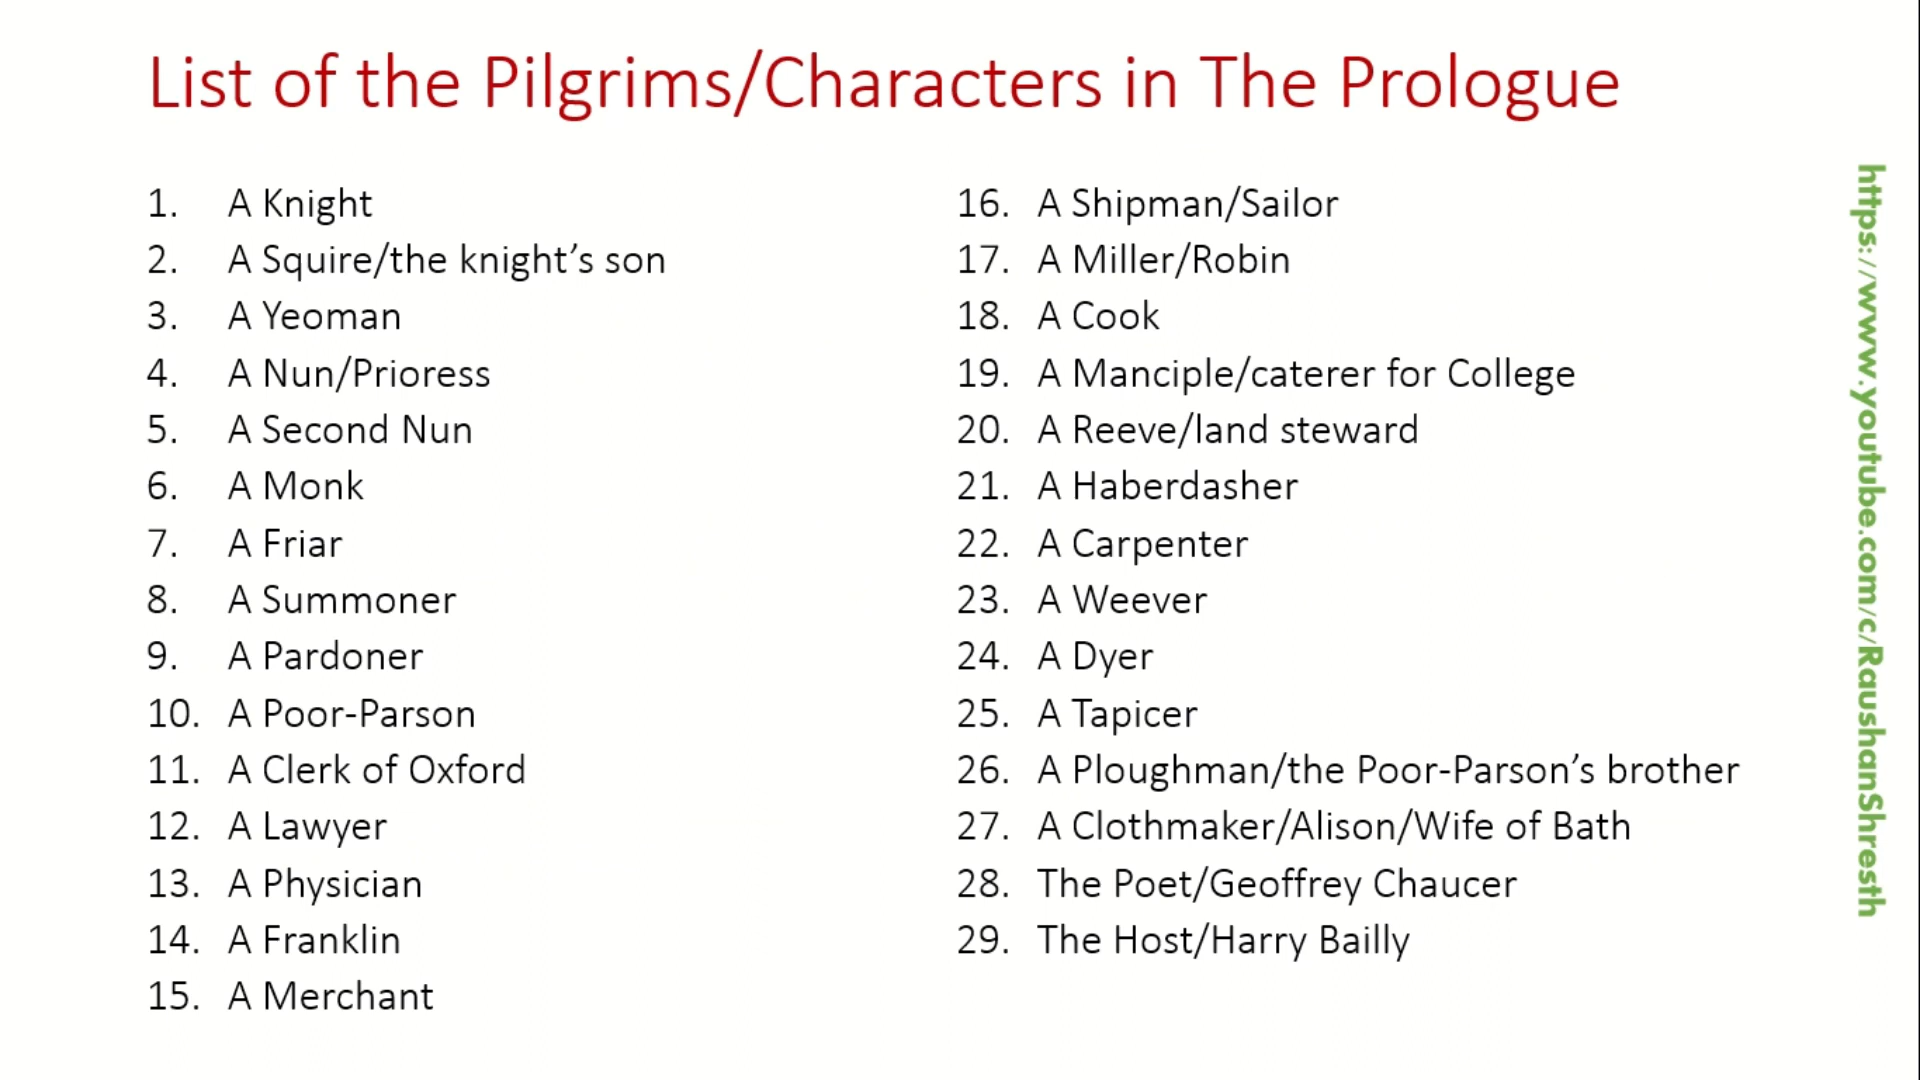 List of the Pilgrims/Characters in The Prologue
1. A Knight
2. A Squire/the knight’s son
3. A Yeoman
4. A Nun/Prioress
5. A Second Nun
6. A Monk
7. A Friar
8. A Summoner
9. A Pardoner
10. A Poor-Parson
11. A Clerk of Oxford
12. A Lawyer
13. A Physician
14. A Franklin
15. A Merchant
16. A Shipman/Sailor
17. A Miller/Robin
18. A Cook
19. A Manciple/caterer for College
20. A Reeve/land steward
21. A Haberdasher
22. A Carpenter
23. A Weever
24. A Dyer
25. A Tapicer
26. A Ploughman/the Poor-Parson’s brother
27. A Clothmaker/Alison/Wife of Bath
28. The Poet/Geoffrey Chaucer
29. The Host/Harry Bailly
https://www.youtube.com/c/RaushanShresth